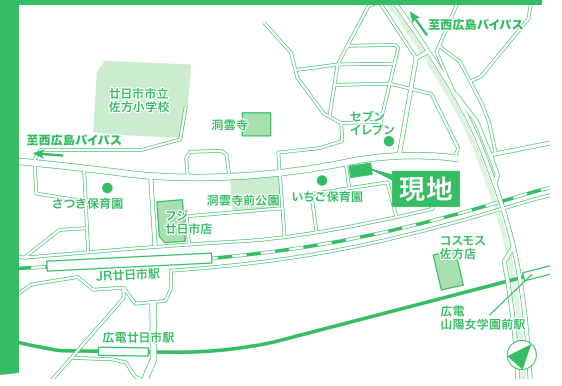 至西広島バイパス
廿日市市立
佐方小学校
洞雲寺
セブン
イレブン
至西広島バイパス
現地
さつき保育園
洞雲寺前公園
いちご保育園
フジ
廿日市店
コスモス
佐方店
JR廿日市駅
広電
山陽女学園前駅
広電廿日市駅